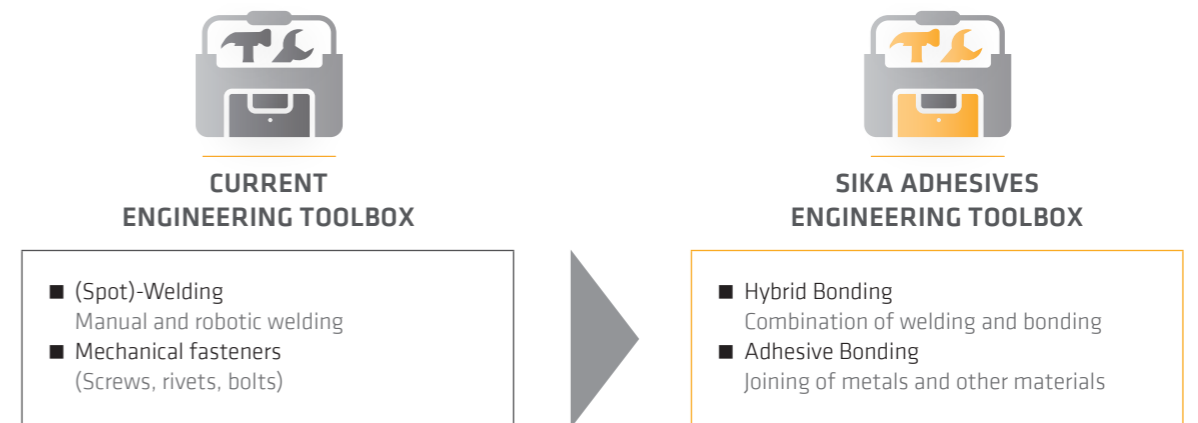 CURRENT
ENGINEERING TOOLBOX
■ (Spot)-Welding
Manual and robotic welding
■ Mechanical fasteners
(Screws, rivets, bolts)
SIKA ADHESIVES
ENGINEERING TOOLBOX
■ Hybrid Bonding
Combination of welding and bonding
■ Adhesive Bonding
Joining of metals and other materials